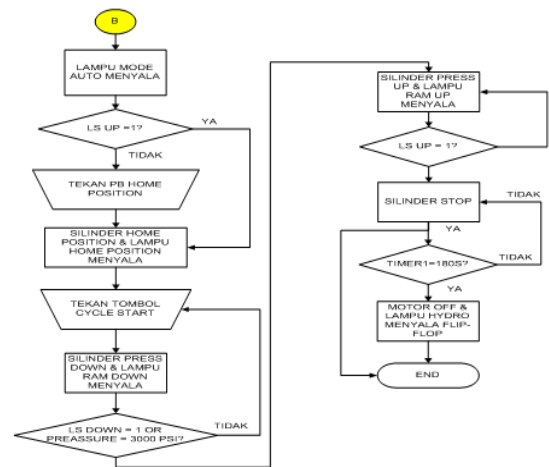 B
LAMPU MODE
AUTO MENYALA
LS UP =1?
YA
TIDAK
TEKAN PB HOME
POSITION
SILINDER HOME
POSITION & LAMPU
HOME POSITION
MENYALA
TEKAN TOMBOL
CYCLE START
SILINDER PRESS
DOWN & LAMPU
RAM DOWN
MENYALA
TIDAK
LS DOWN = 1 OR
PREASSURE = 3000 PSI?
SILINDER PRESS
UP & LAMPU
RAM UP
MENYALA
LS UP = 1?
TIDAK
SILINDER STOP
YA
TIMER1=180S?
TIDAK
YA
MOTOR OFF &
LAMPU HYDRO
MENYALA FLIP-
FLOP
END